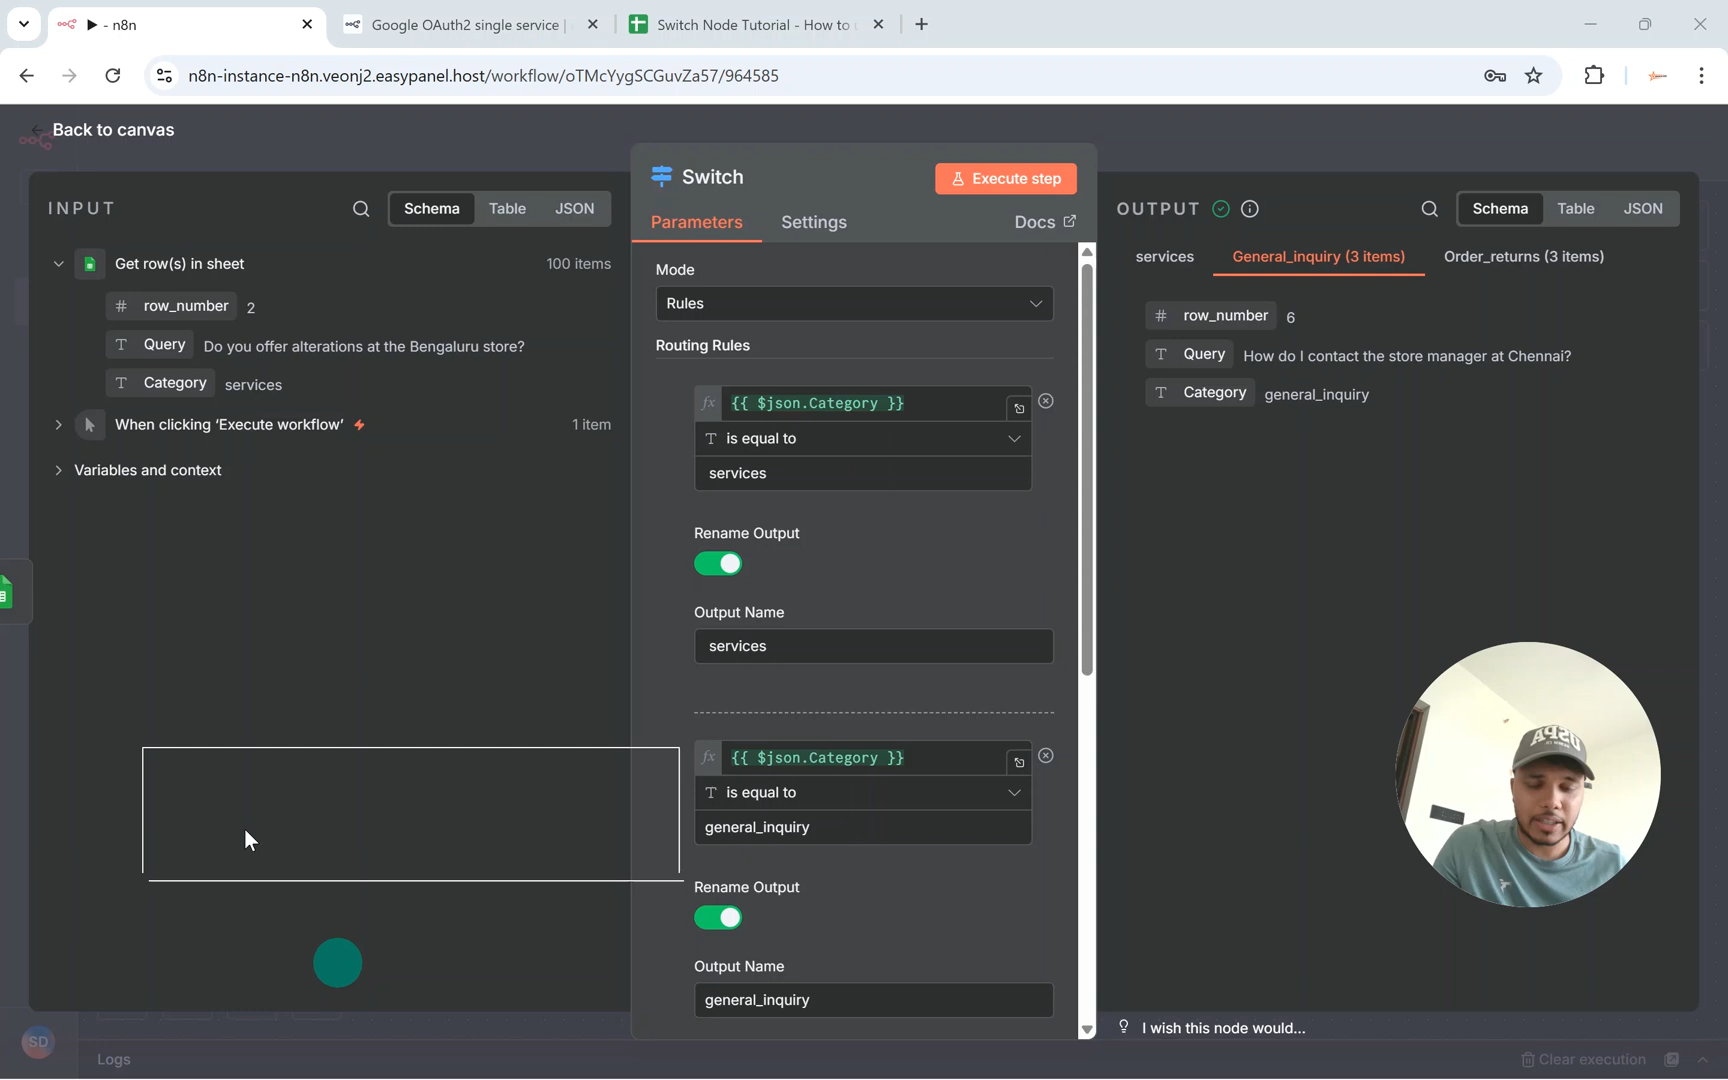 ▶ - n8n
Google OAuth2 single service |
Switch Node Tutorial - How to u
n8n-instance-n8n.veonj2.easypanel.host/workflow/oTMcYygSCGuvZa57/964585
Back to canvas
INPUT
Schema
Table
JSON
Get row(s) in sheet
100 items
# row_number 2
T Query Do you offer alterations at the Bengaluru store?
T Category services
When clicking ‘Execute workflow’
1 item
Variables and context
Switch
Execute step
Parameters
Settings
Docs
Mode
Rules
Routing Rules
fx {{ $json.Category }}
T is equal to
services
Rename Output
Output Name
services
fx {{ $json.Category }}
T is equal to
general_inquiry
Rename Output
Output Name
general_inquiry
OUTPUT
Schema
Table
JSON
services
General_inquiry (3 items)
Order_returns (3 items)
# row_number 6
T Query How do I contact the store manager at Chennai?
T Category general_inquiry
USPA
I wish this node would...
SD
Logs
Clear execution